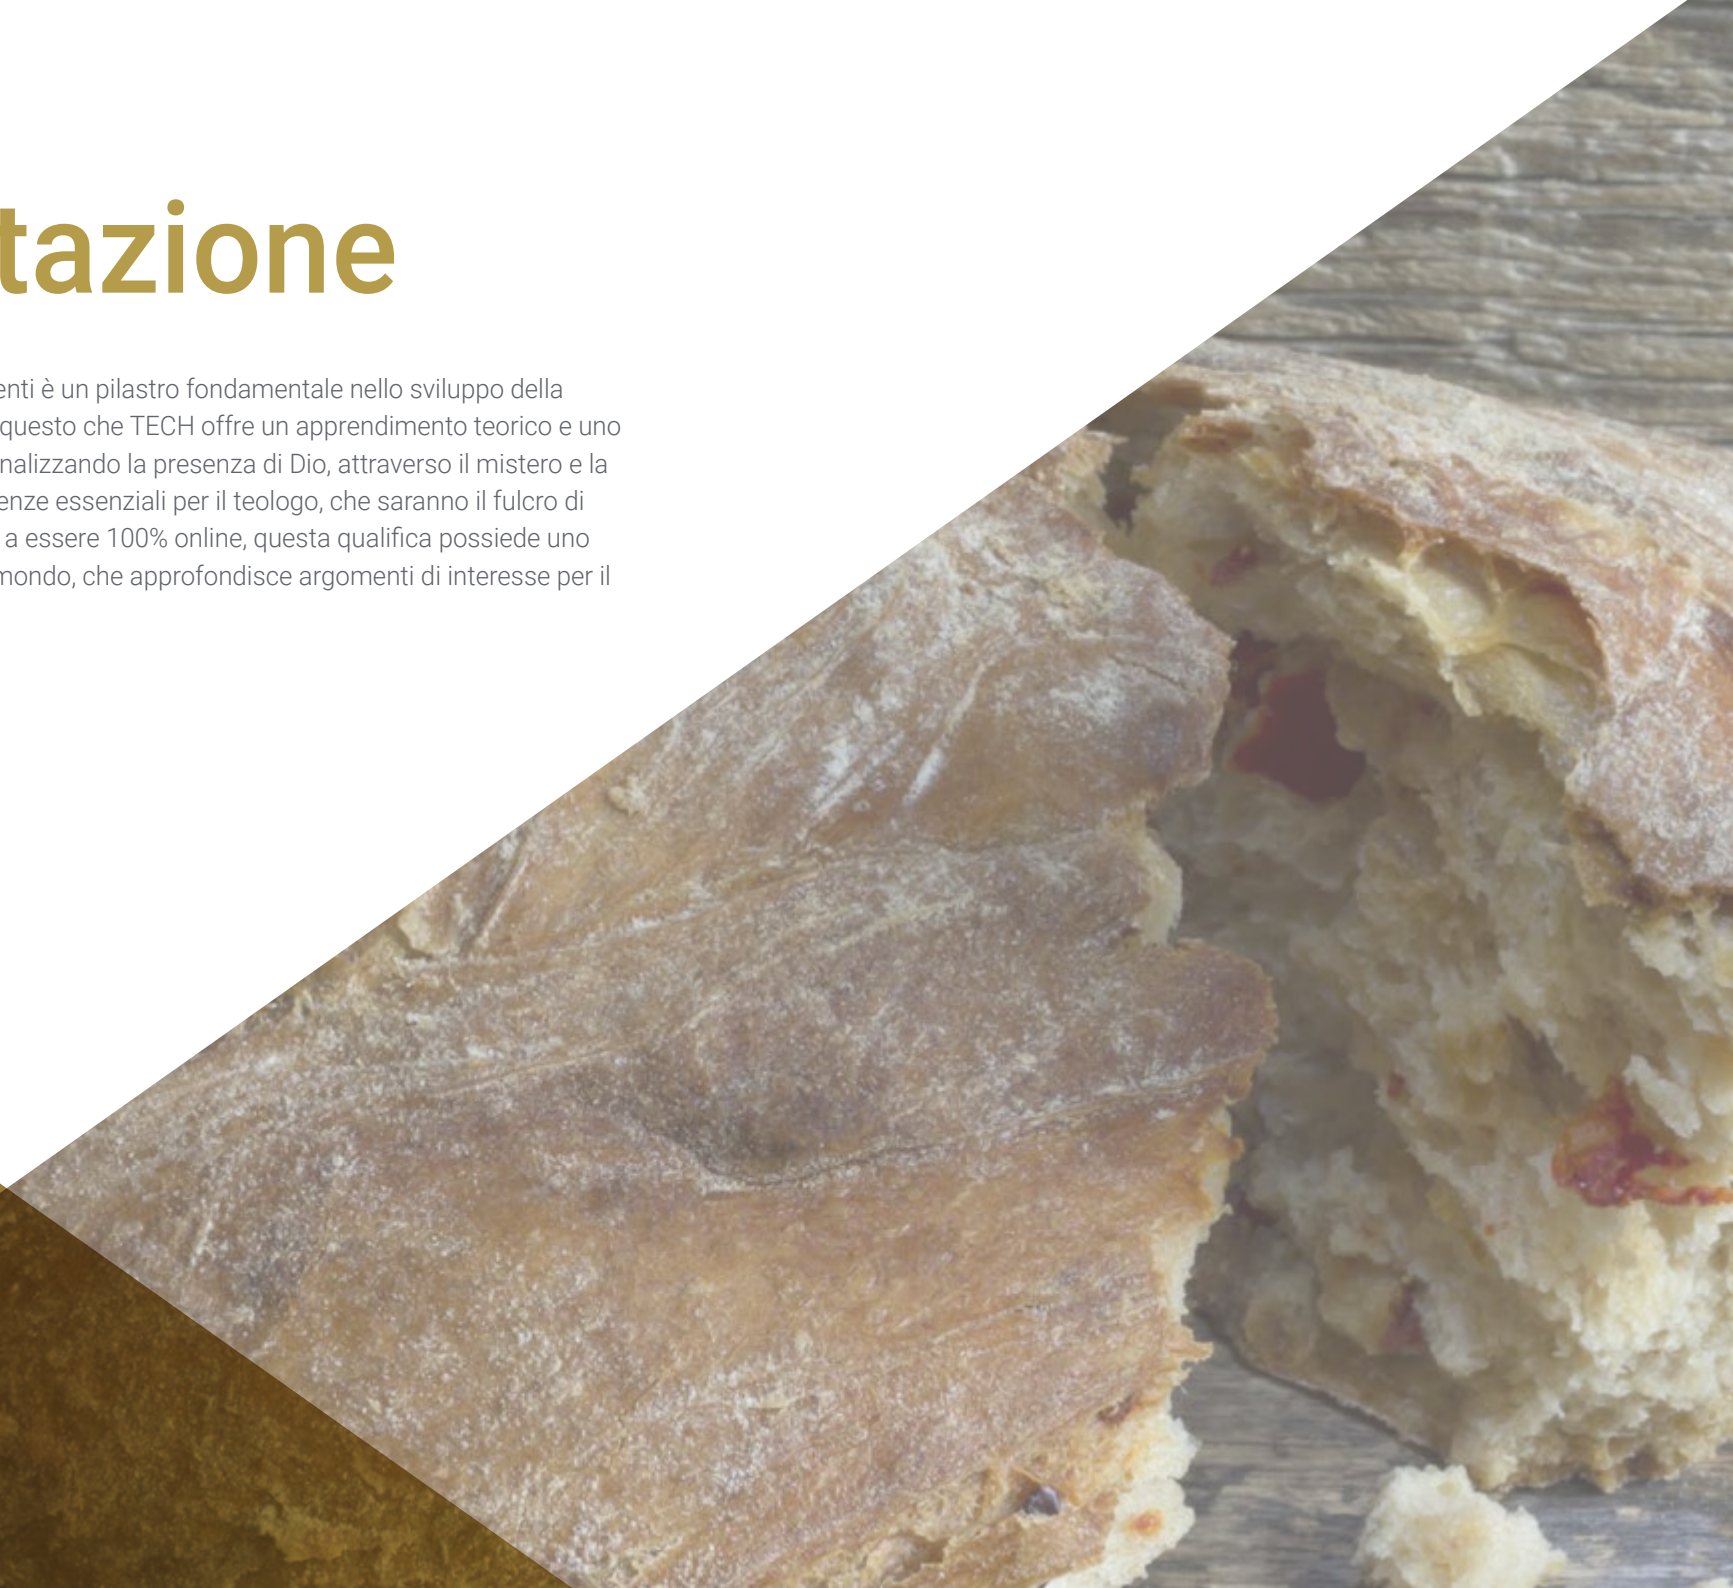 tazione
enti è un pilastro fondamentale nello sviluppo della
questo che TECH offre un apprendimento teorico e uno
nalizzando la presenza di Dio, attraverso il mistero e la
enze essenziali per il teologo, che saranno il fulcro di
a essere 100% online, questa qualifica possiede uno
mondo, che approfondisce argomenti di interesse per il